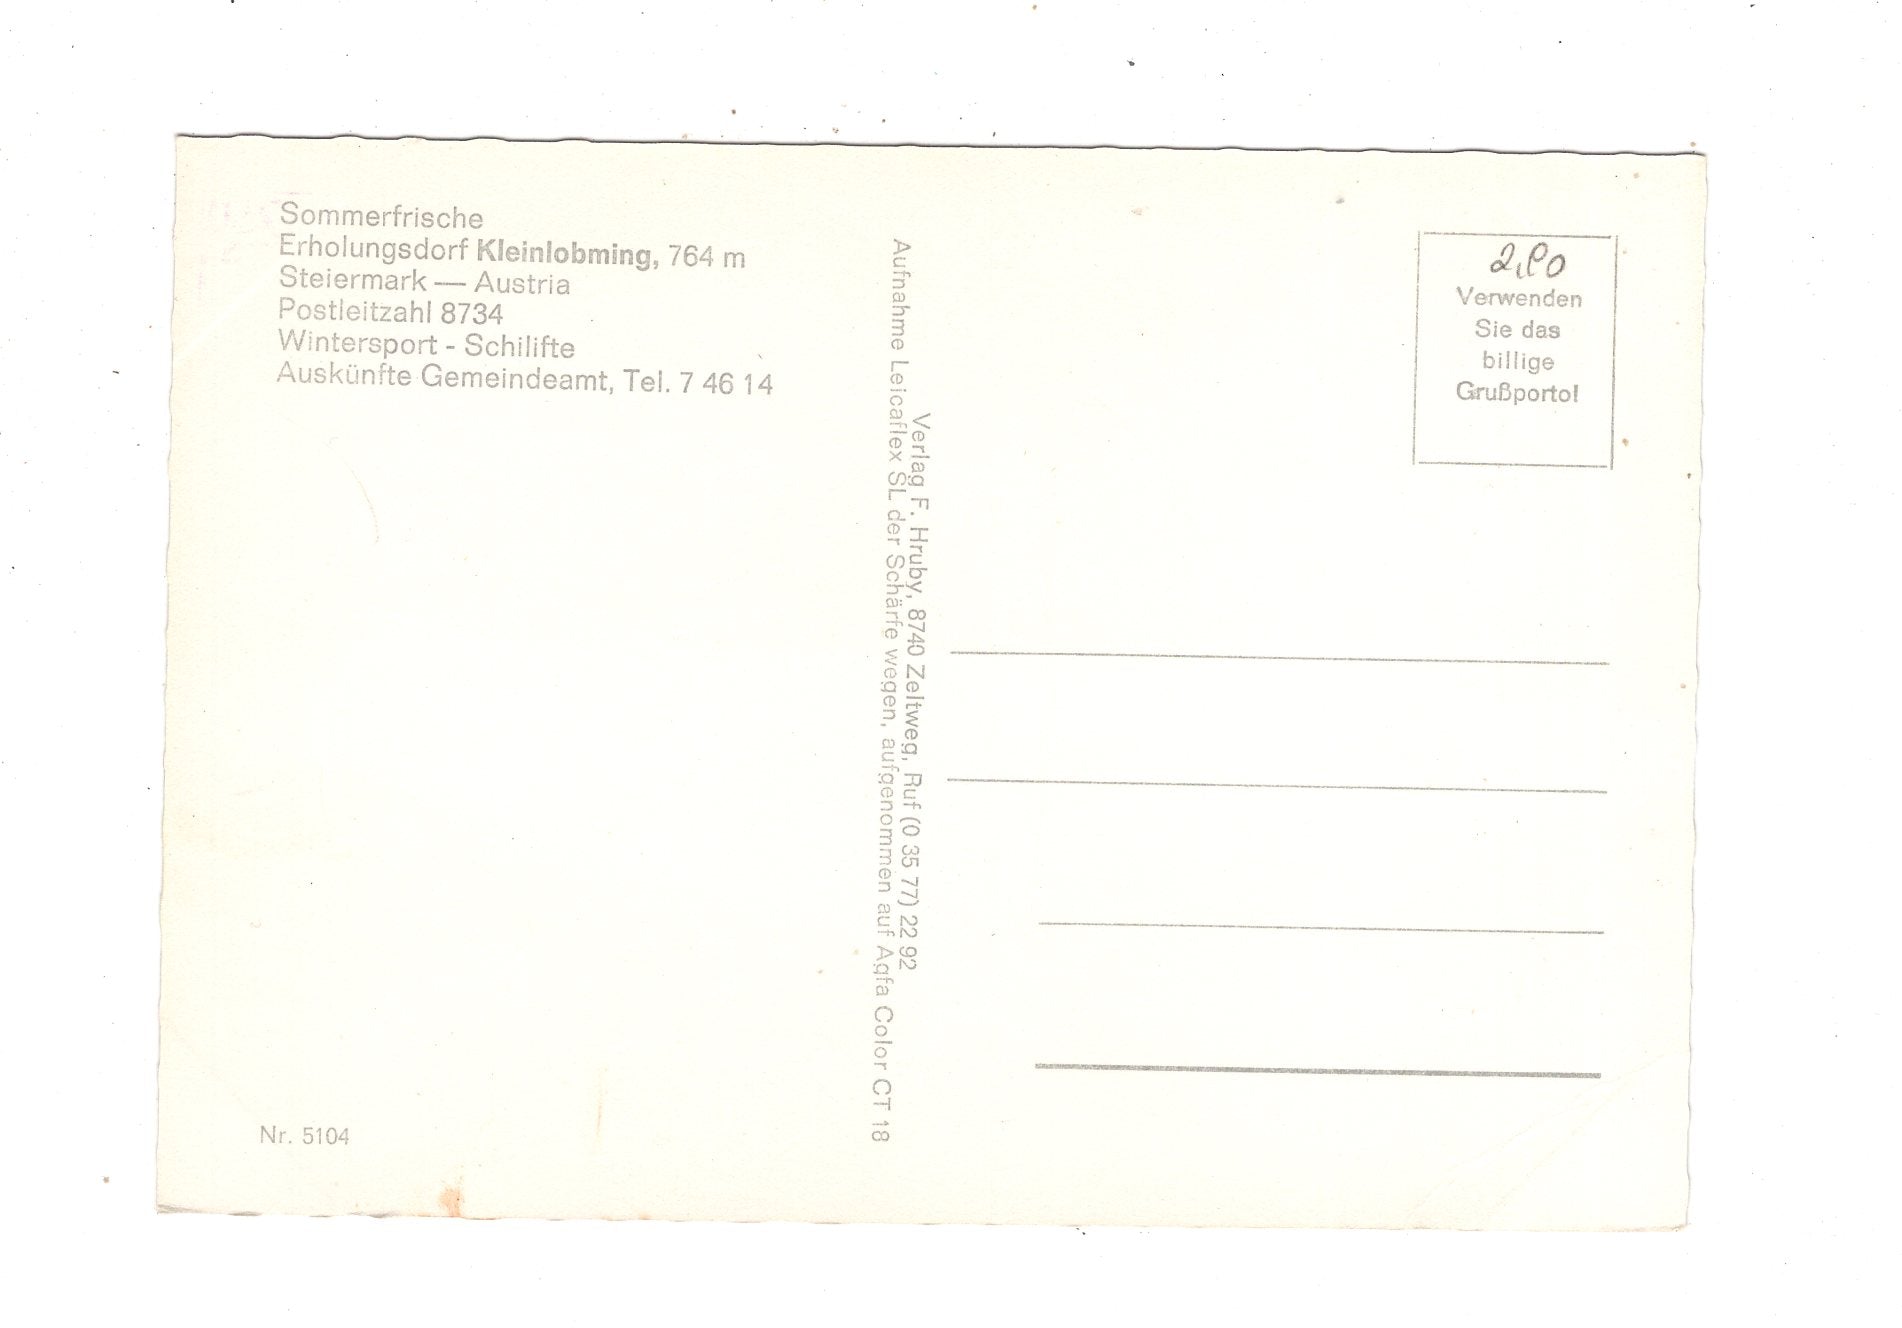 Sommerfrische
Erholungsdorf Kleinlobming, 764 m
Steiermark — Austria
Postleitzahl 8734
Wintersport - Schilifte
Auskünfte Gemeindeamt, Tel. 7 46 14
Nr. 5104
Verlag F. Hruby, 8740 Zeltweg, Ruf (0 35 77) 22 92
Aufnahme Leicaflex SL der Schärfe wegen, aufgenommen auf Agfa Color CT 18
Verwenden
Sie das
billige
Grußporto!